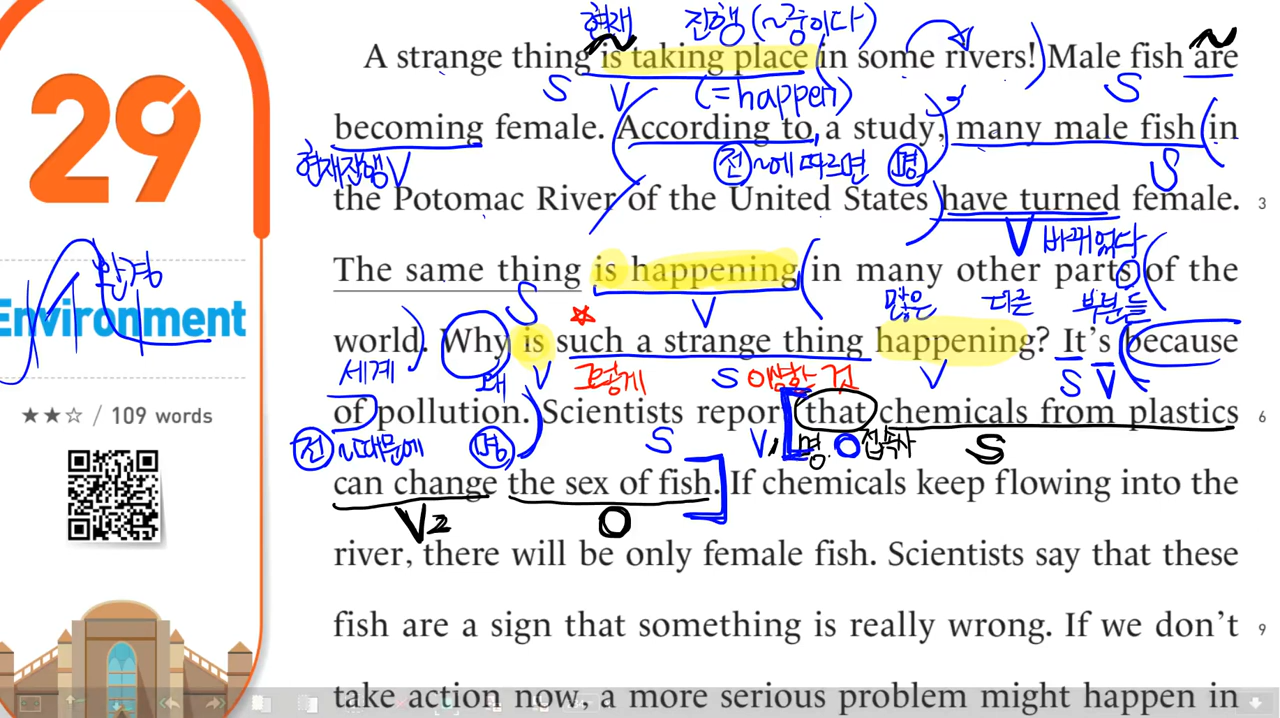 현재 진행 (~중이다)
A strange thing is taking place in some rivers! Male fish are
S V (=happen) S
29
becoming female. According to a study, many male fish in
현재진행 V 전 ~에 따르면 명 S
the Potomac River of the United States have turned female. 3
V 바뀌었다
환경
The same thing is happening in many other parts of the
S V 많은 다른 부분들
Environment
world. Why is such a strange thing happening? It's because
세계 왜 V 그렇게 S 이상한 것 V S V
★★☆ / 109 words
of pollution. Scientists report that chemicals from plastics 6
전 ~때문에 명 S V 명 O 접속사 S
can change the sex of fish. If chemicals keep flowing into the
V2 O
river, there will be only female fish. Scientists say that these
fish are a sign that something is really wrong. If we don't 9
take action now, a more serious problem might happen in